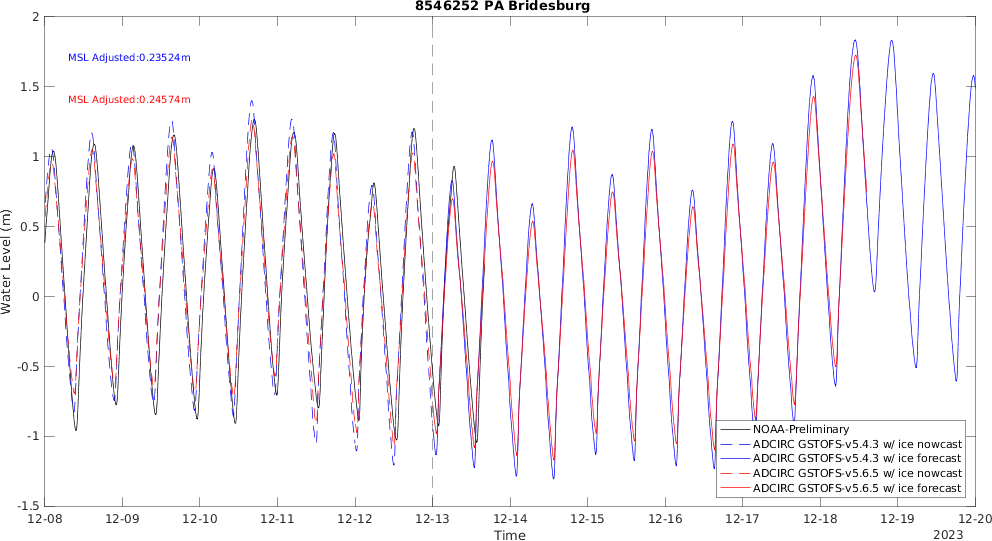 8546252 PA Bridesburg
MSL Adjusted:0.23524m
MSL Adjusted:0.24574m
Water Level (m)
2
1.5
1
0.5
0
-0.5
-1
-1.5
NOAA-Preliminary
ADCIRC GSTOFS-v5.4.3 w/ ice nowcast
ADCIRC GSTOFS-v5.4.3 w/ ice forecast
ADCIRC GSTOFS-v5.6.5 w/ ice nowcast
ADCIRC GSTOFS-v5.6.5 w/ ice forecast
12-08 12-09 12-10 12-11 12-12 12-13 12-14 12-15 12-16 12-17 12-18 12-19 12-20
Time
2023